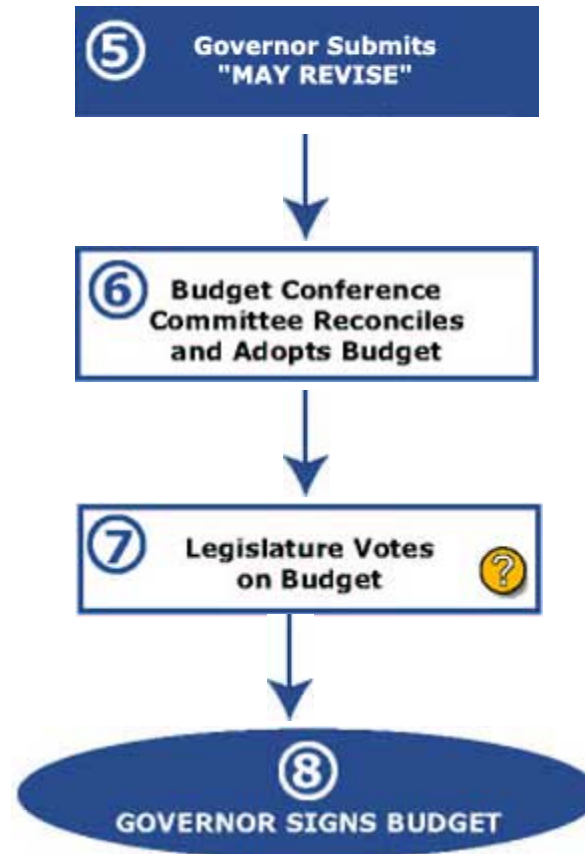 5 Governor Submits
"MAY REVISE"
6 Budget Conference
Committee Reconciles
and Adopts Budget
7 Legislature Votes
on Budget ?
8
GOVERNOR SIGNS BUDGET